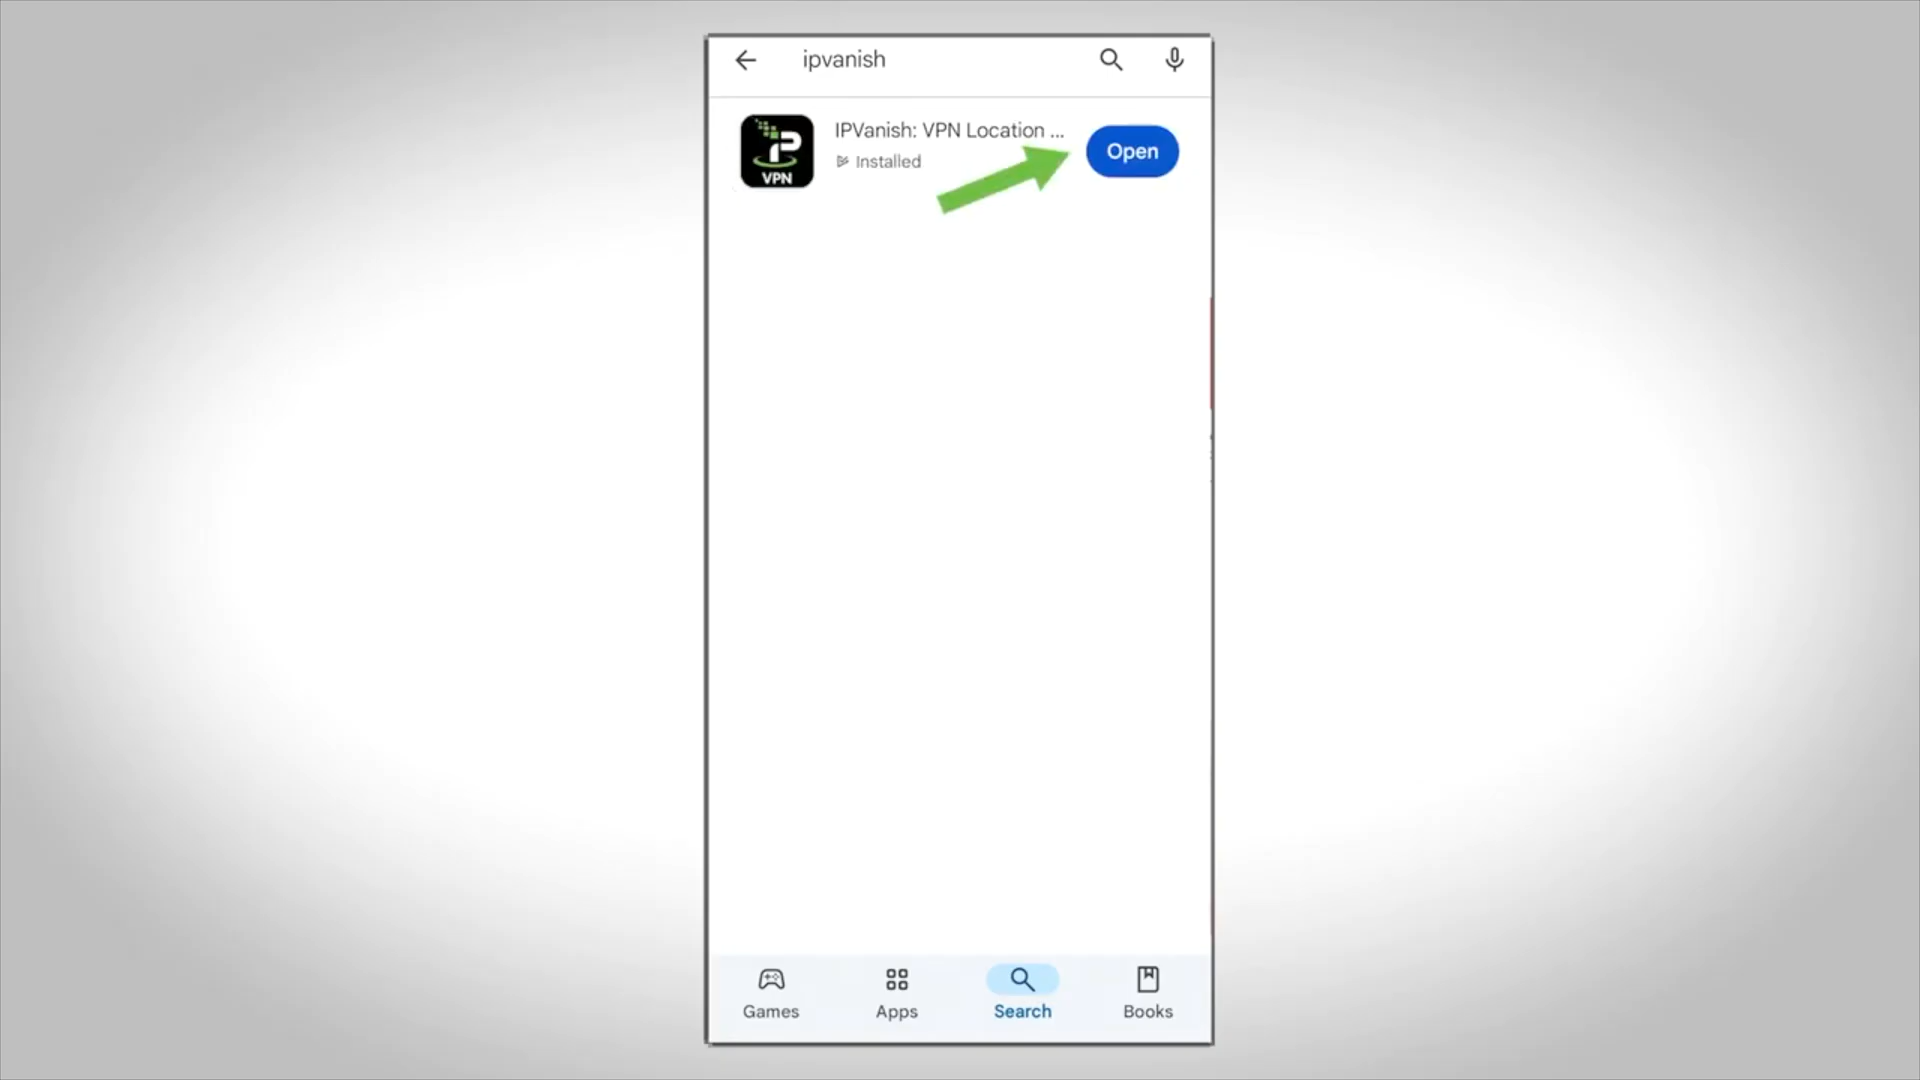 ipvanish
IPVanish: VPN Location ...
Installed
Open
VPN
Games
Apps
Search
Books